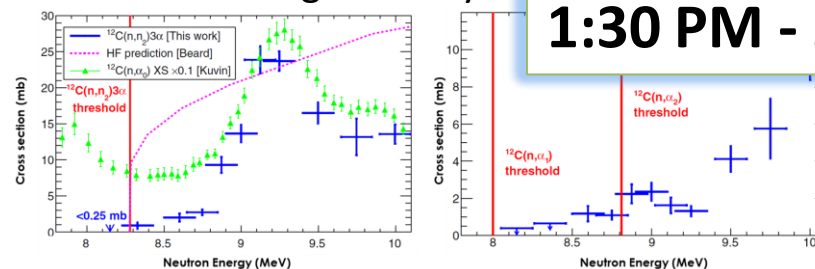 1:30 PM -
¹²C(n,n₂)3α [This work]
HF prediction [Beard]
¹²C(n,α₀) XS ×0.1 [Kuvin]
¹²C(n,n₂)3α
threshold
<0.25 mb
Cross section (mb)
30
25
20
15
10
5
0
8
8.5
9
9.5
10
Neutron Energy (MeV)
¹²C(n,α₁)
threshold
¹²C(n,α₂)
threshold
Cross section (mb)
10
8
6
4
2
0
8
8.5
9
9.5
10.0
Neutron Energy (MeV)